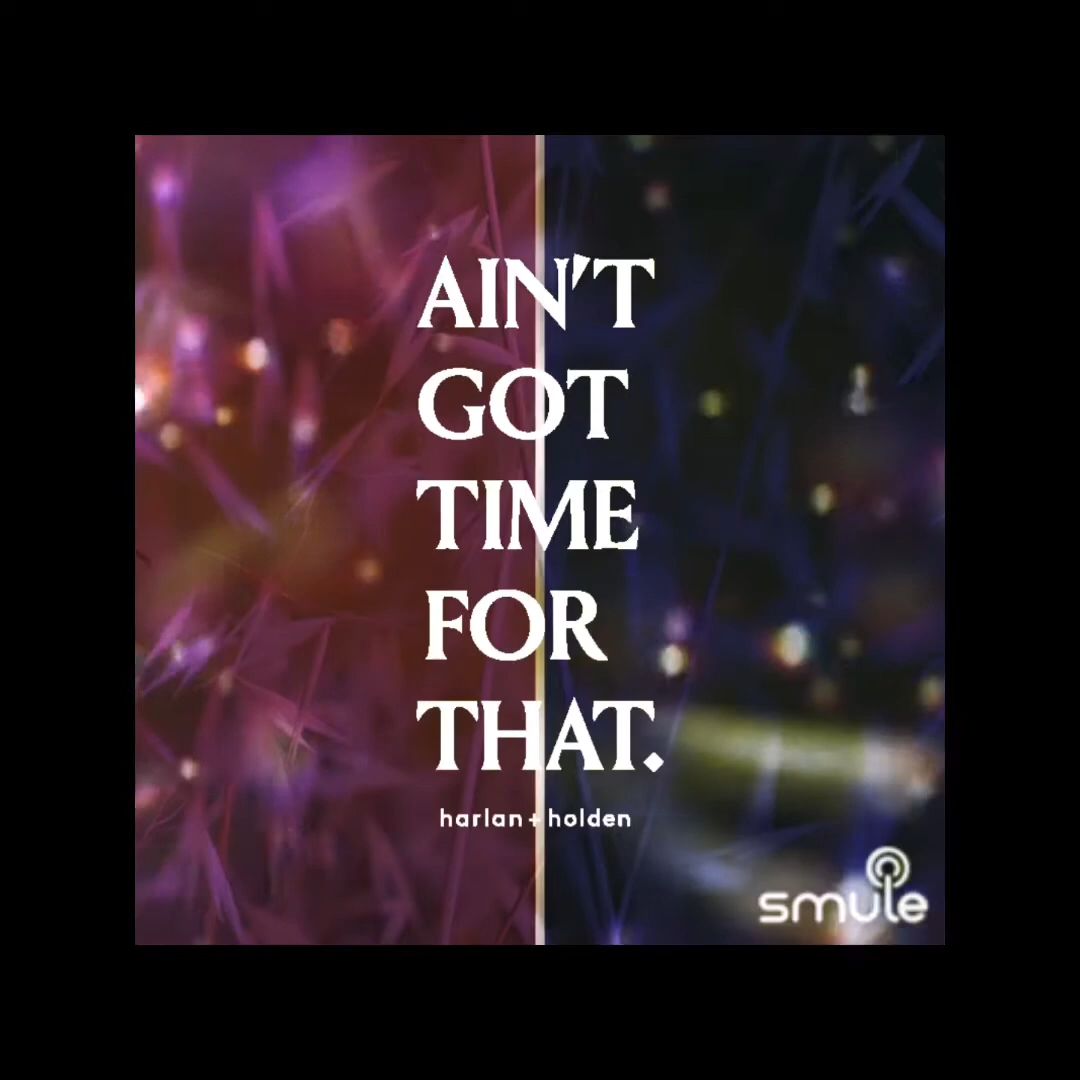 AIN'T
GOT
TIME
FOR
THAT.
harlan + holden
smule